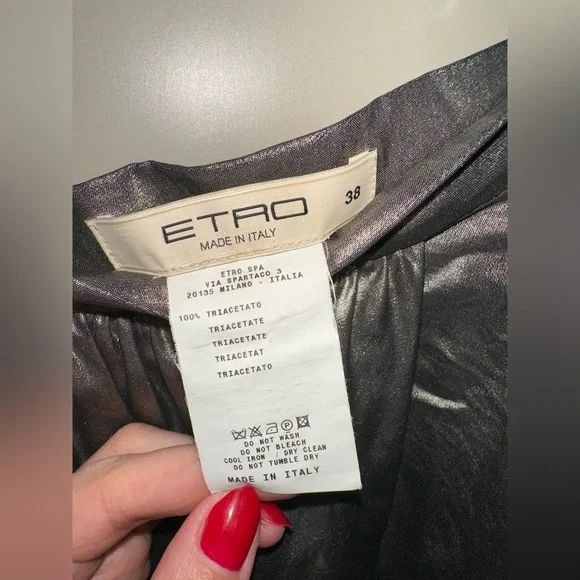 ETRO
MADE IN ITALY
38
ETRO SPA
VIA SPARTACO 3
20135 MILANO - ITALIA
100% TRIACETATO
TRIACETATE
TRIACETATE
TRIACETAT
TRIACETATO
P
DO NOT WASH
DO NOT BLEACH
COOL IRON / DRY CLEAN
DO NOT TUMBLE DRY
MADE IN ITALY